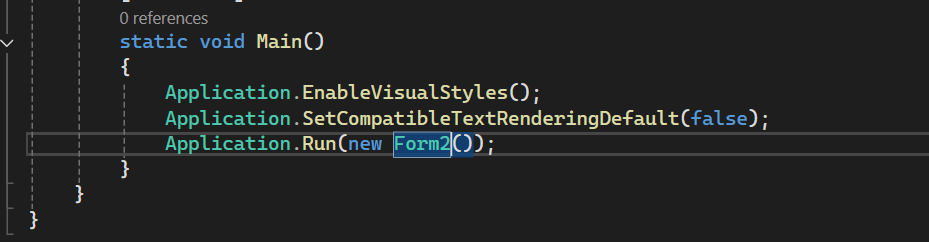 0 references
static void Main()
{
Application.EnableVisualStyles();
Application.SetCompatibleTextRenderingDefault(false);
Application.Run(new Form2());
}
}
}